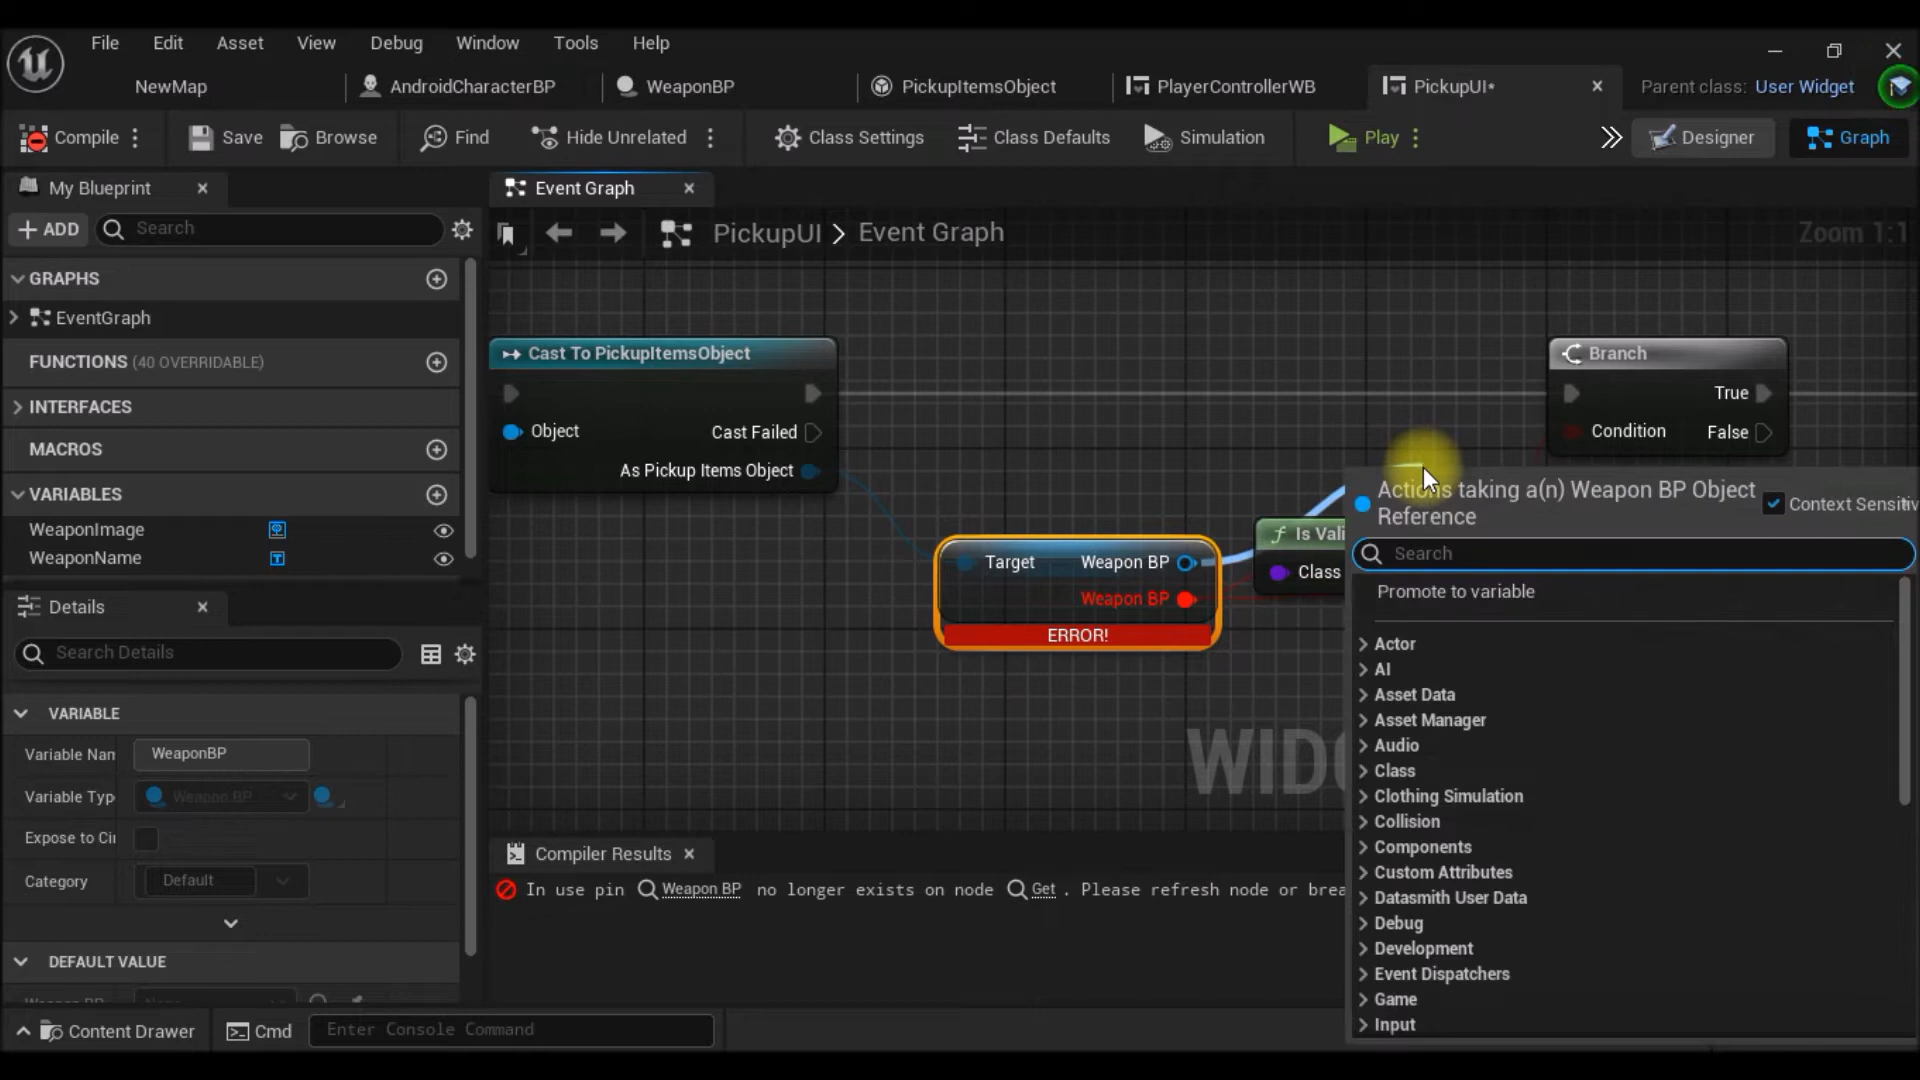 File Edit Asset View Debug Window Tools Help
NewMap AndroidCharacterBP WeaponBP PickupItemsObject PlayerControllerWB PickupUI* Parent class: User Widget
Compile Save Browse Find Hide Unrelated Class Settings Class Defaults Simulation Play Designer Graph
My Blueprint Event Graph
+ ADD Search PickupUI > Event Graph Zoom 1:1
GRAPHS
EventGraph
FUNCTIONS (40 OVERRIDABLE)
INTERFACES
MACROS
VARIABLES
WeaponImage
WeaponName
Cast To PickupItemsObject
Object Cast Failed
As Pickup Items Object
Branch
True
Condition False
Target Weapon BP
Weapon BP
ERROR!
Is Vali
Class
Actions taking a(n) Weapon BP Object
Reference
Context Sensitiv
Search
Promote to variable
Actor
AI
Asset Data
Asset Manager
Audio
Class
Clothing Simulation
Collision
Components
Custom Attributes
Datasmith User Data
Debug
Development
Event Dispatchers
Game
Input
WIDG
Details
Search Details
VARIABLE
Variable Nam WeaponBP
Variable Typ Weapon BP
Expose to Ci
Category Default
DEFAULT VALUE
Compiler Results
In use pin Weapon BP no longer exists on node Get . Please refresh node or brea
Content Drawer Cmd Enter Console Command